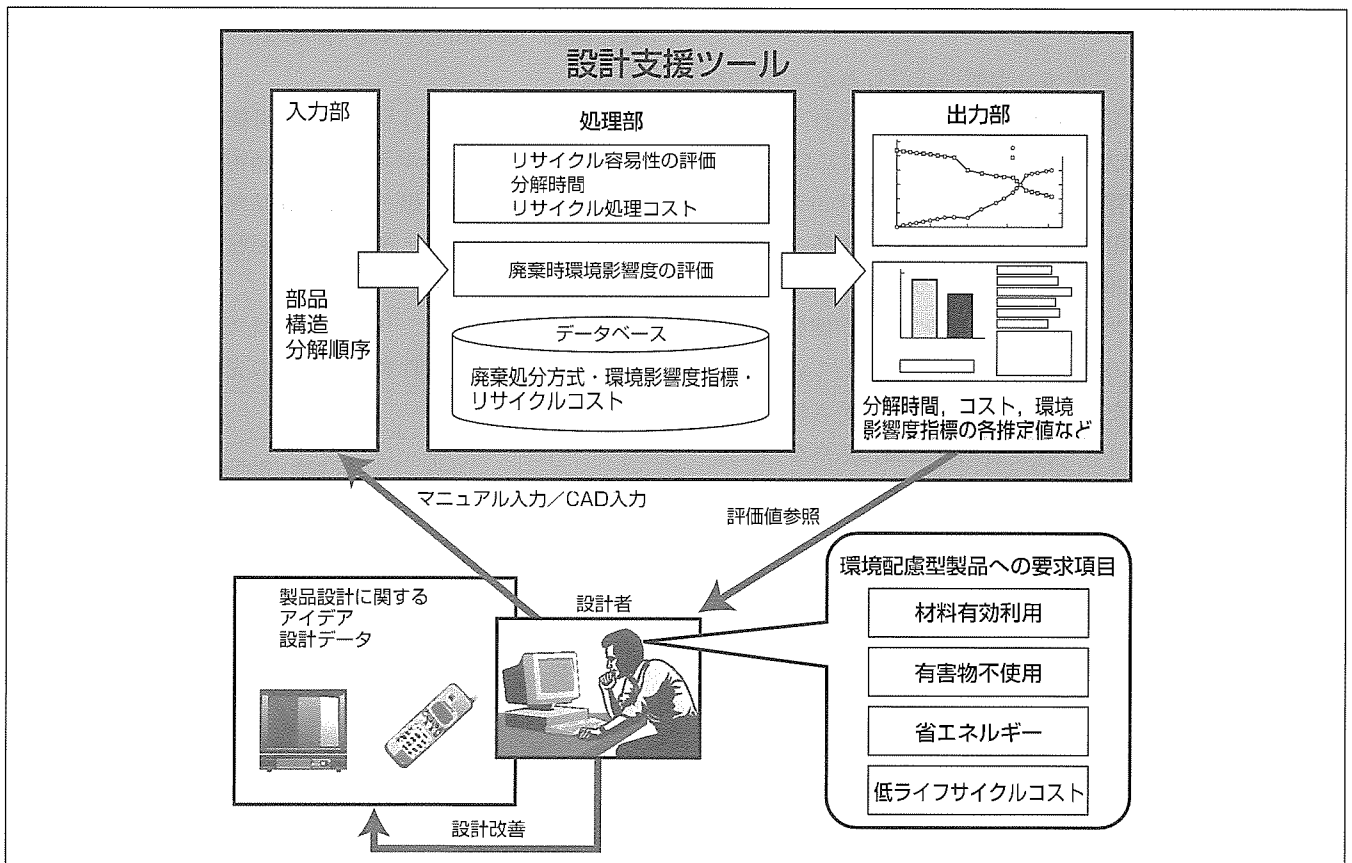 設計支援ツール
入力部
部品
構造
分解順序
処理部
リサイクル容易性の評価
分解時間
リサイクル処理コスト
廃棄時環境影響度の評価
データベース
廃棄処分方式・環境影響度指標・
リサイクルコスト
出力部
分解時間，コスト，環境
影響度指標の各推定値など
マニュアル入力／CAD入力
評価値参照
製品設計に関する
アイデア
設計データ
設計者
設計改善
環境配慮型製品への要求項目
材料有効利用
有害物不使用
省エネルギー
低ライフサイクルコスト